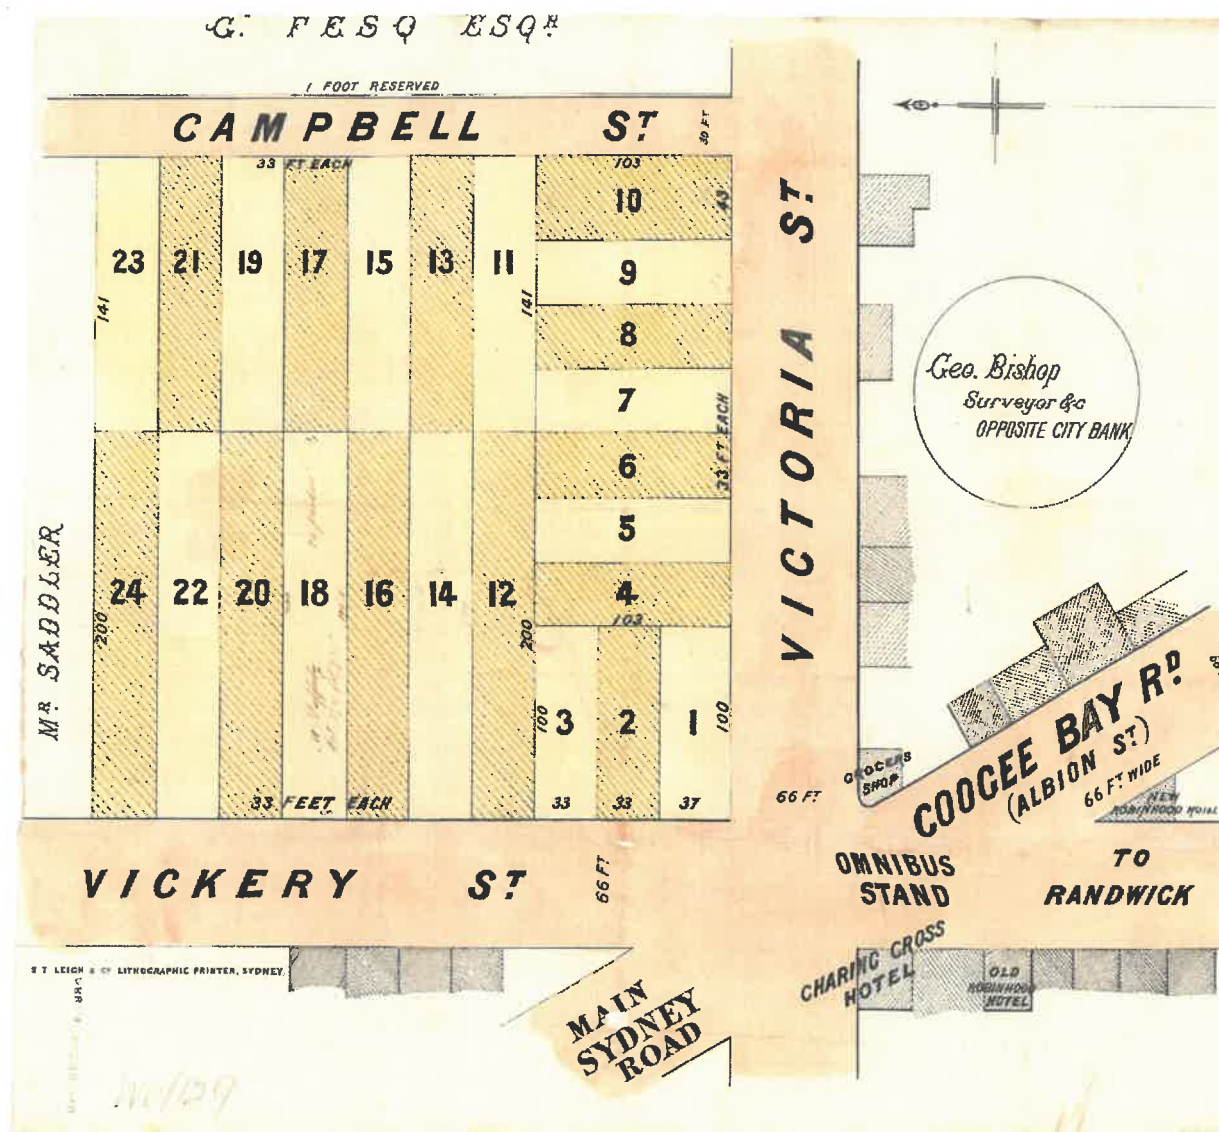 G. FESQ ESQR
1 FOOT RESERVED
CAMPBELL ST
30 FT
33 FT EACH
103
10
43
23
21
19
17
15
13
11
9
141
141
8
7
33 FT EACH
6
5
24
22
20
18
16
14
12
4
103
200
200
MR. SADDLER
100
3
2
1
100
33 FEET EACH
33
33
37
VICTORIA ST
66 FT
Geo. Bishop
Surveyor &c
OPPOSITE CITY BANK
GROCERS
SHOP
COOGEE BAY RD
(ALBION ST)
66 FT WIDE
NEW
ROBINHOOD HOTEL
VICKERY ST
66 FT
OMNIBUS
STAND
TO
RANDWICK
CHARING CROSS
HOTEL
OLD
ROBINHOOD
HOTEL
S T LEIGH & Co LITHOGRAPHIC PRINTER, SYDNEY
MAIN
SYDNEY
ROAD